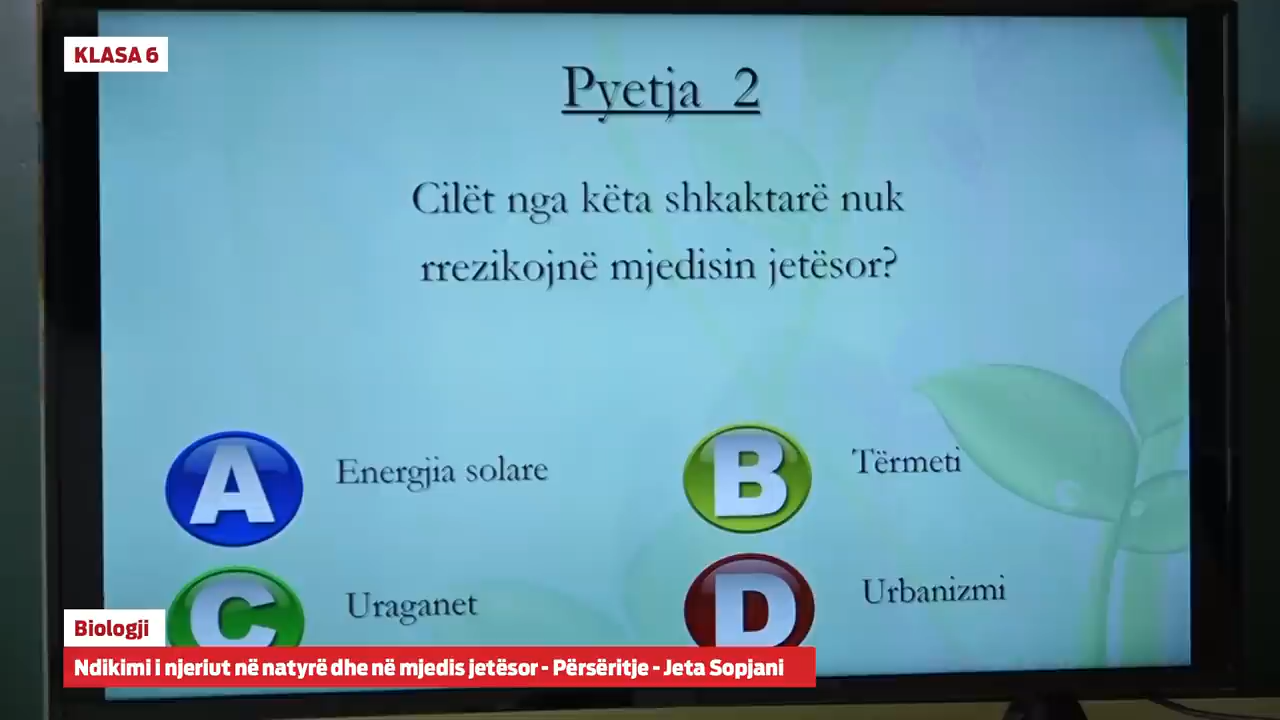 KLASA 6
Pyetja 2
Cilët nga këta shkaktarë nuk
rrezikojnë mjedisin jetësor?
A Energjia solare
B Tërmeti
C Uraganet
D Urbanizmi
Biologji
Ndikimi i njeriut në natyrë dhe në mjedis jetësor - Përsëritje - Jeta Sopjani